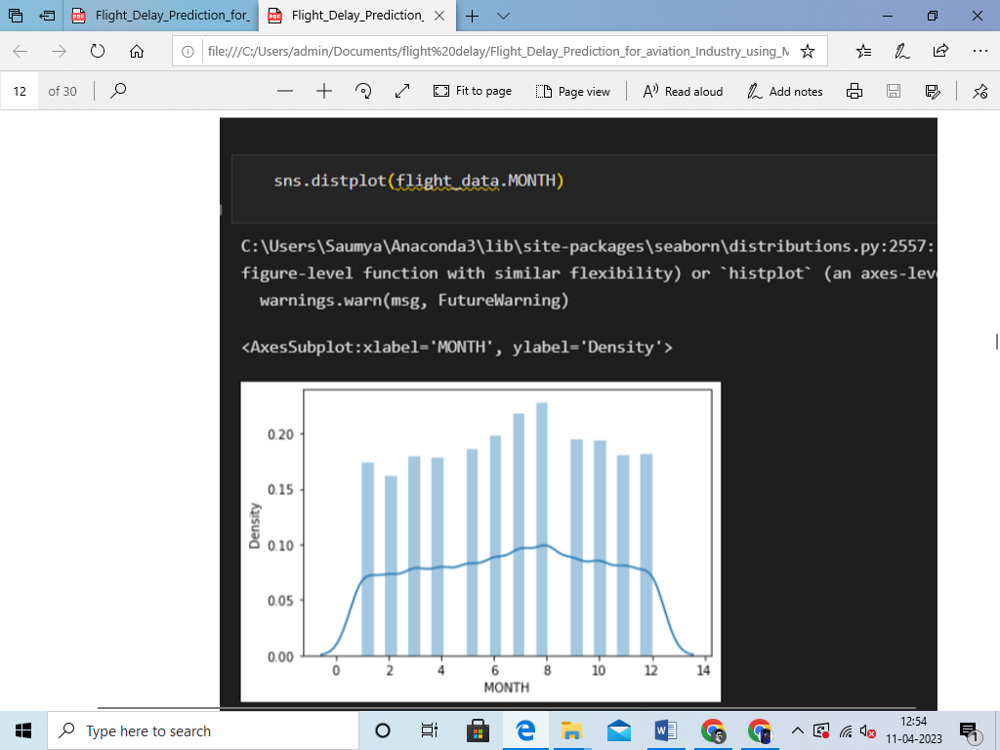 Flight_Delay_Prediction_for_
Flight_Delay_Prediction_
file:///C:/Users/admin/Documents/flight%20delay/Flight_Delay_Prediction_for_aviation_Industry_using_M
12 of 30
Fit to page
Page view
Read aloud
Add notes
sns.distplot(flight_data.MONTH)
C:\Users\Saumya\Anaconda3\lib\site-packages\seaborn\distributions.py:2557:
figure-level function with similar flexibility) or `histplot` (an axes-leve
warnings.warn(msg, FutureWarning)
<AxesSubplot:xlabel='MONTH', ylabel='Density'>
0.20
0.15
0.10
0.05
0.00
Density
0 2 4 6 8 10 12 14
MONTH
Type here to search
12:54
11-04-2023
1